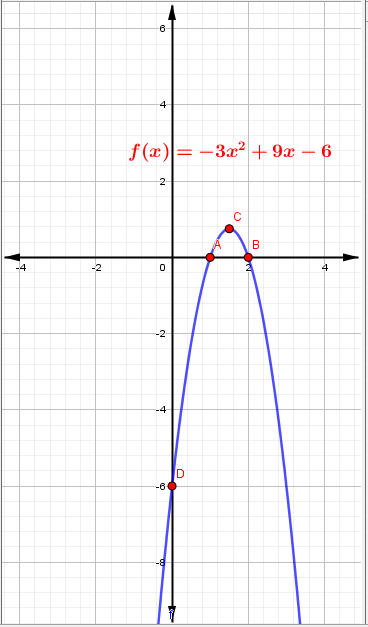 6
4
f(x) = −3x² + 9x − 6
2
C
A B
-4 -2 0 2 4
-2
-4
D
-6
-8
f